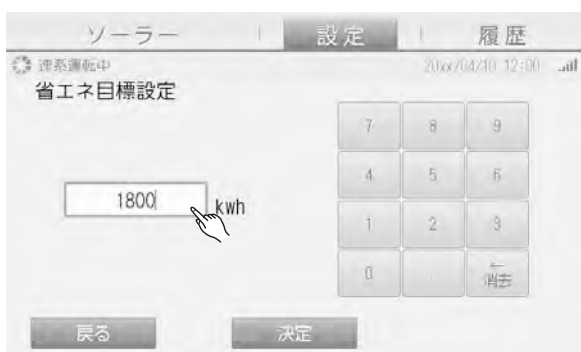 ソーラー 設定 履歴
連系運転中 20xx/04/10 12:00
省エネ目標設定
7 8 9
4 5 6
1800 kwh
1 2 3
0 . ←
消去
戻る 決定